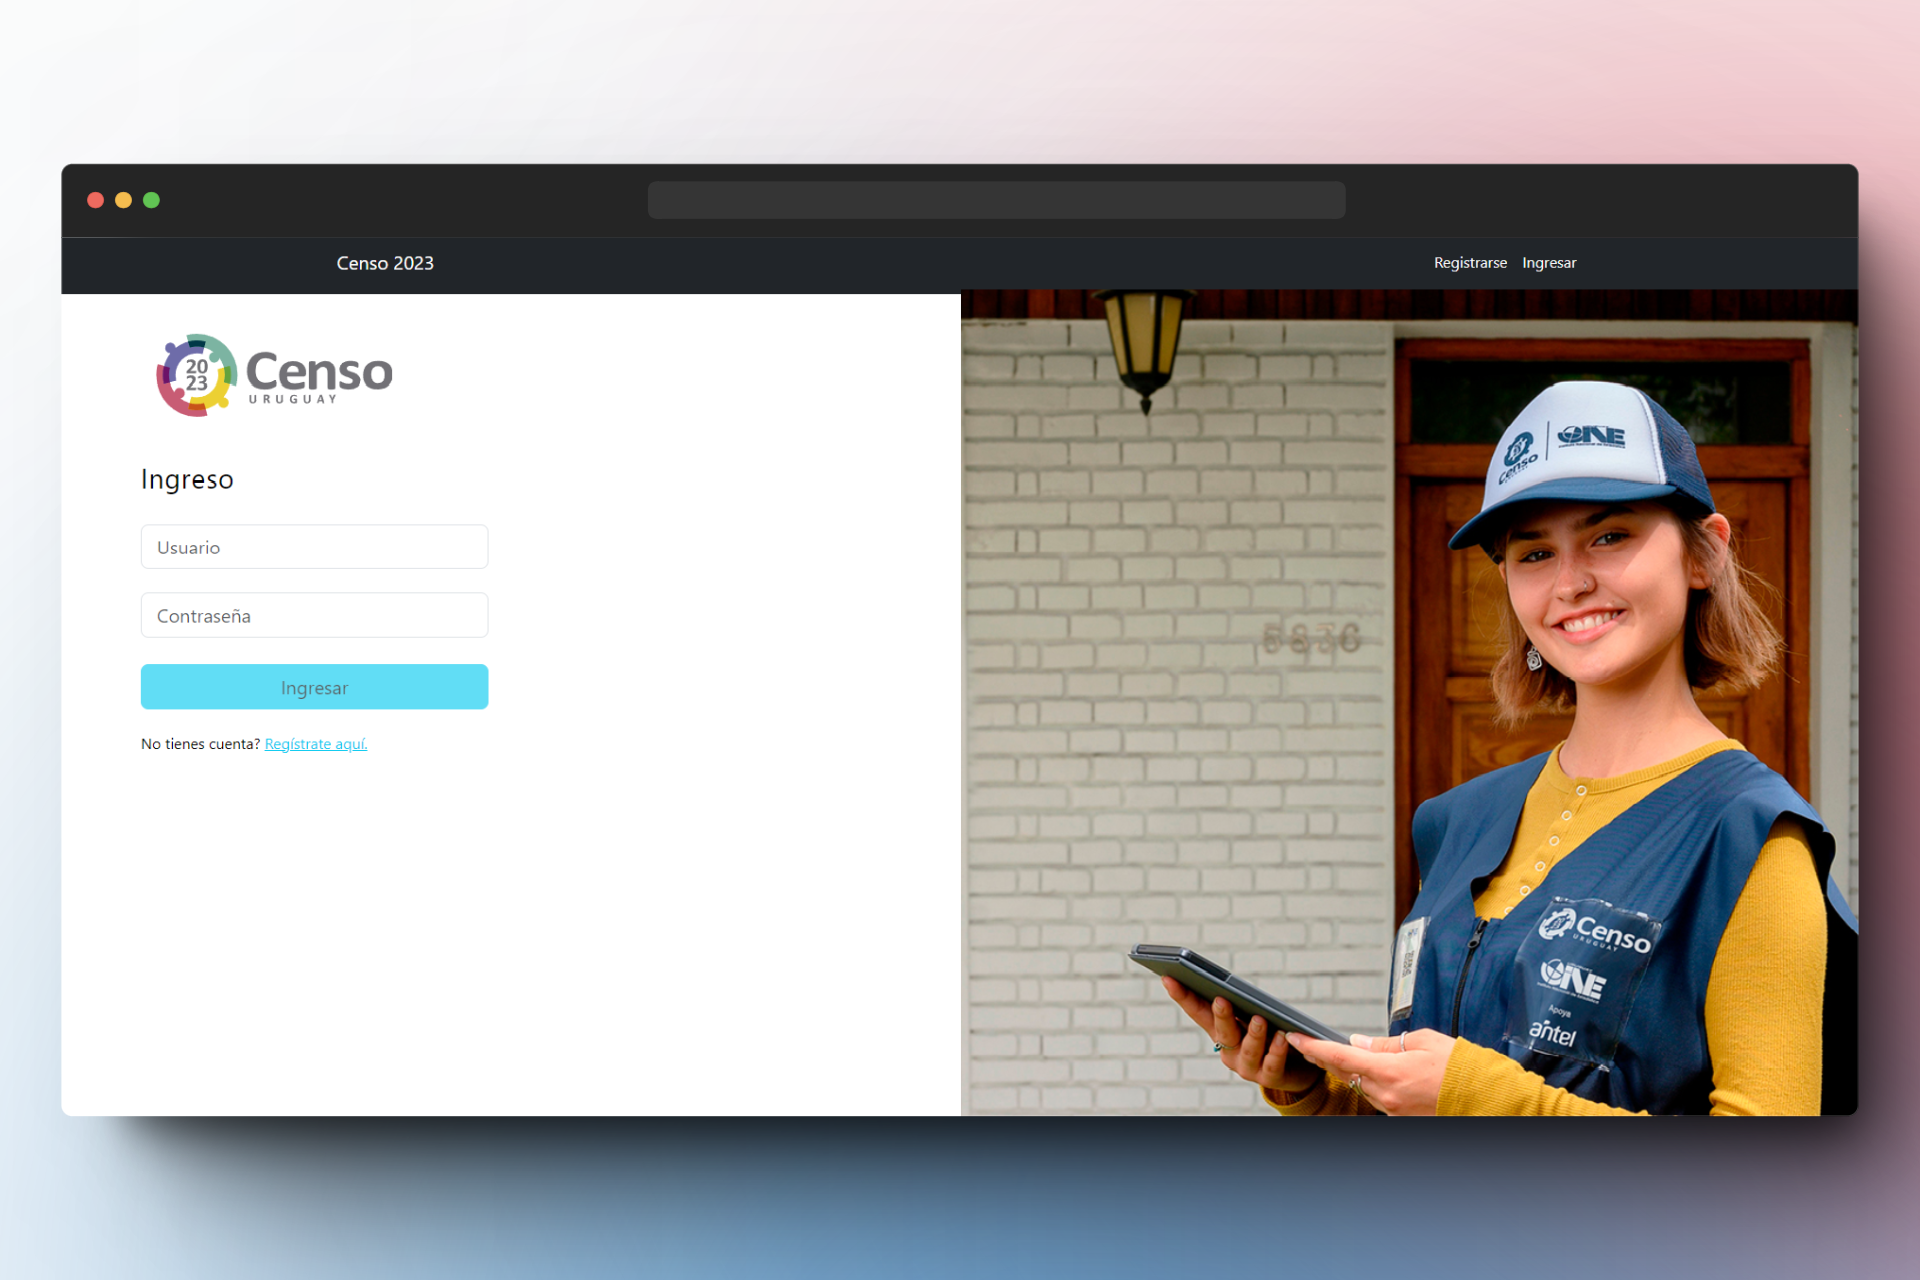 Censo 2023
Registrarse Ingresar
20
23
Censo
URUGUAY
Ingreso
Usuario
Contraseña
Ingresar
No tienes cuenta? Regístrate aquí.
Censo
INE
5836
Censo
URUGUAY
INE
Apoya
antel